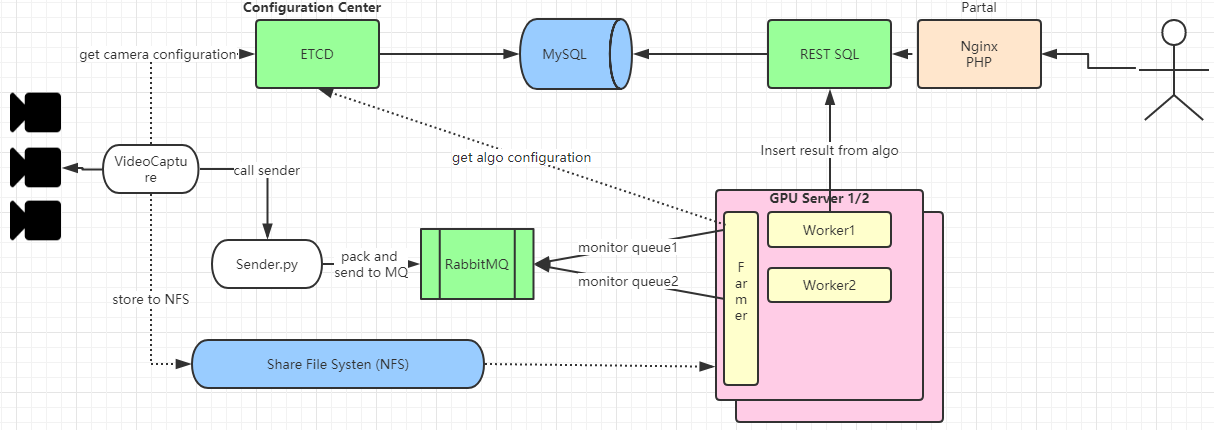 Configuration Center
Partal
get camera configuration
ETCD
MySQL
REST SQL
Nginx
PHP
VideoCaptu
re
call sender
get algo configuration
Insert result from algo
GPU Server 1/2
Sender.py
pack and
send to MQ
RabbitMQ
monitor queue1
monitor queue2
F
ar
m
er
Worker1
Worker2
store to NFS
Share File Systen (NFS)